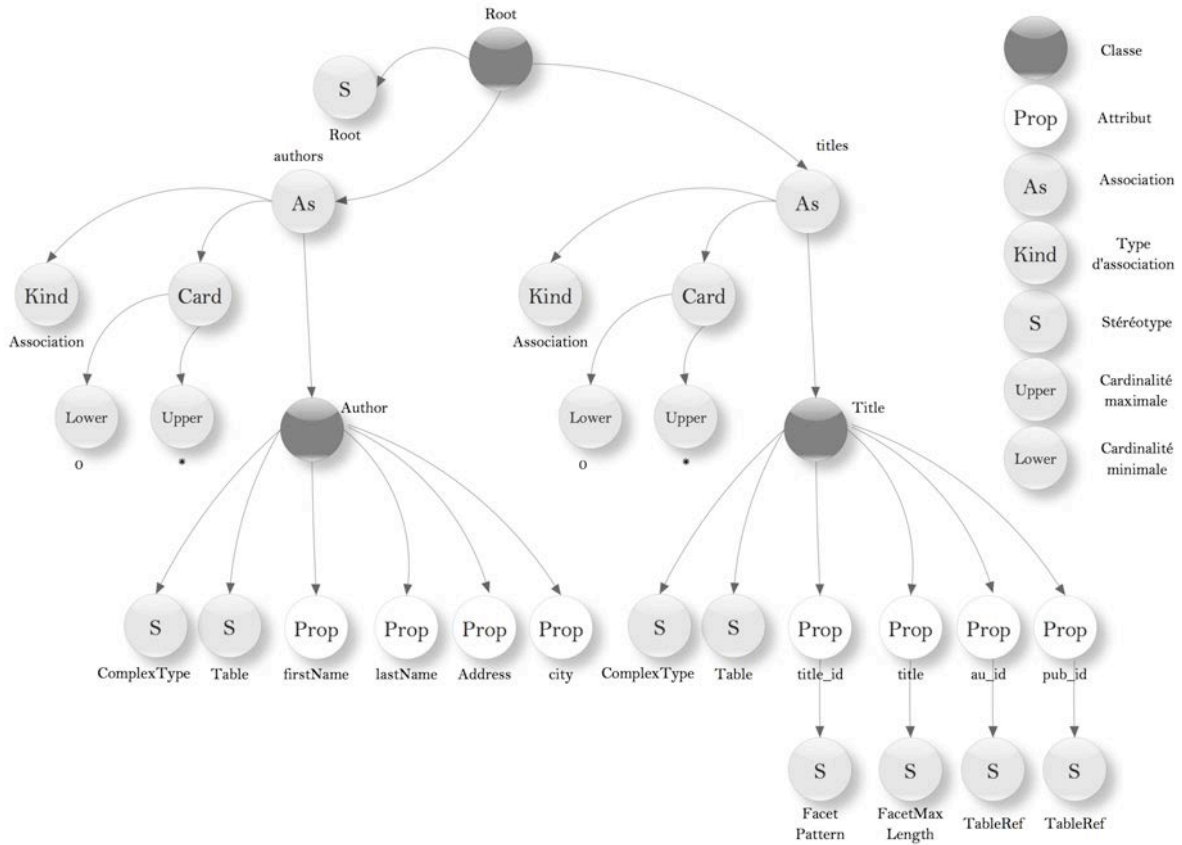 Root
S
Root
authors
As
titles
As
Kind
Association
Card
Lower
0
Upper
*
Kind
Association
Card
Lower
0
Upper
*
Author
Title
S
ComplexType
S
Table
Prop
firstName
Prop
lastName
Prop
Address
Prop
city
S
ComplexType
S
Table
Prop
title_id
Prop
title
Prop
au_id
Prop
pub_id
S
Facet
Pattern
S
FacetMax
Length
S
TableRef
S
TableRef
Classe
Prop
Attribut
As
Association
Kind
Type
d'association
S
Stéréotype
Upper
Cardinalité
maximale
Lower
Cardinalité
minimale